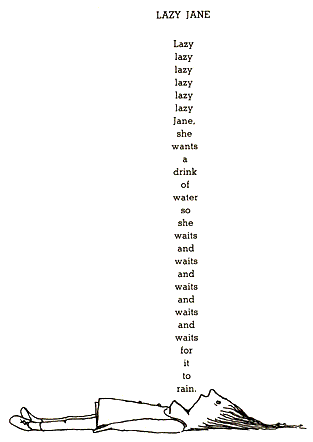 LAZY JANE
Lazy
lazy
lazy
lazy
lazy
lazy
Jane,
she
wants
a
drink
of
water
so
she
waits
and
waits
and
waits
and
waits
and
waits
for
it
to
rain.